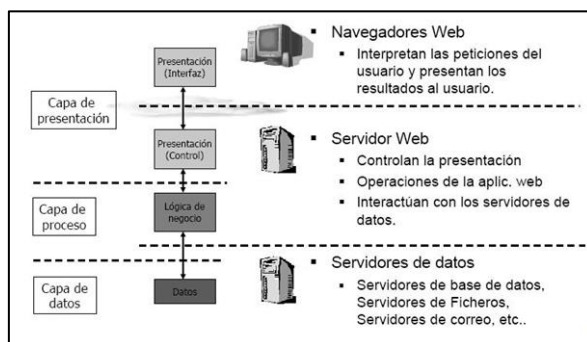 Presentación
(Interfaz)
Capa de
presentación
Presentación
(Control)
Capa de
proceso
Lógica de
negocio
Capa de
datos
Datos
Navegadores Web
Interpretan las peticiones del
usuario y presentan los
resultados al usuario.
Servidor Web
Controlan la presentación
Operaciones de la aplic. web
Interactúan con los servidores de
datos.
Servidores de datos
Servidores de base de datos,
Servidores de Ficheros,
Servidores de correo, etc..